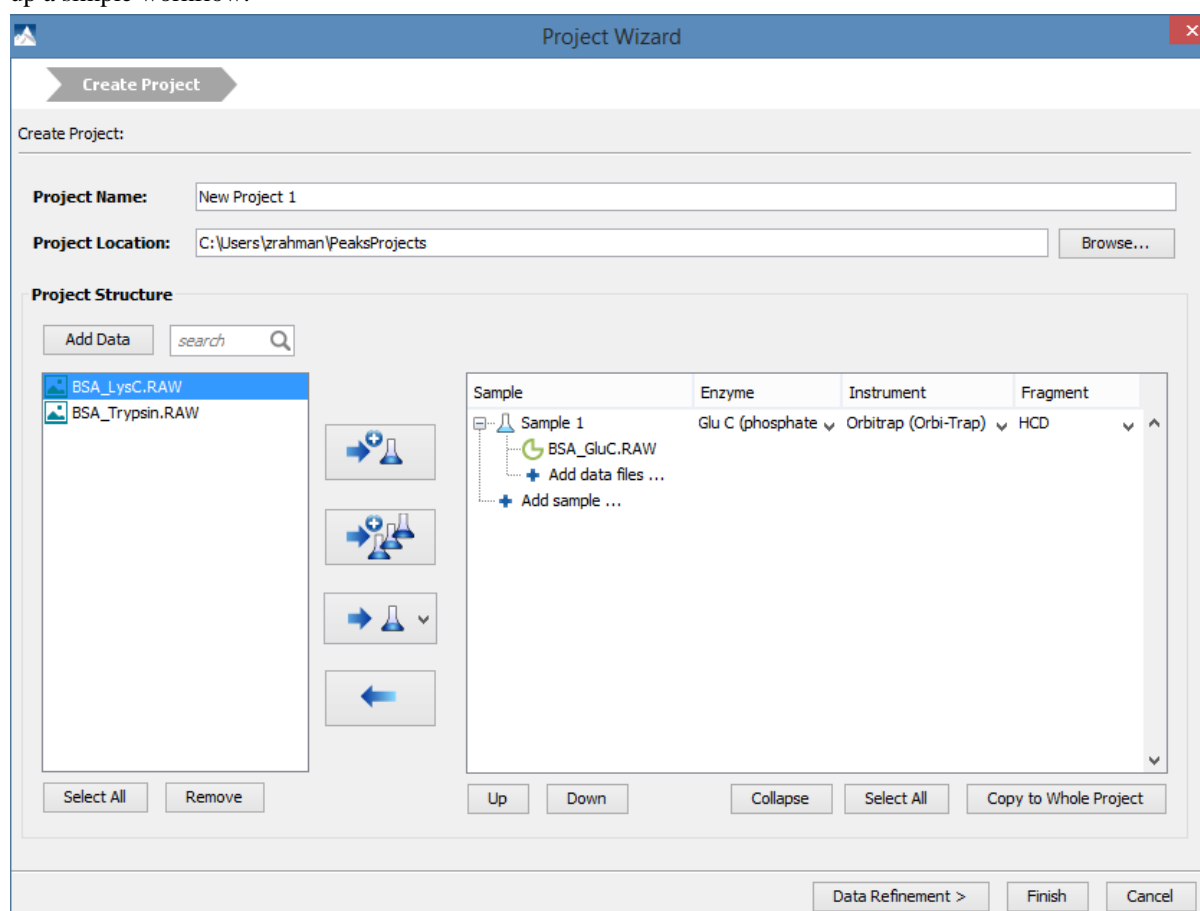 up a simple workflow.
Project Wizard
Create Project
Create Project:
Project Name: New Project 1
Project Location: C:\Users\zrahman\PeaksProjects Browse...
Project Structure
Add Data search
BSA_LysC.RAW
BSA_Trypsin.RAW
Sample Enzyme Instrument Fragment
Sample 1 Glu C (phosphate Orbitrap (Orbi-Trap) HCD
BSA_GluC.RAW
Add data files ...
Add sample ...
Select All Remove
Up Down Collapse Select All Copy to Whole Project
Data Refinement > Finish Cancel